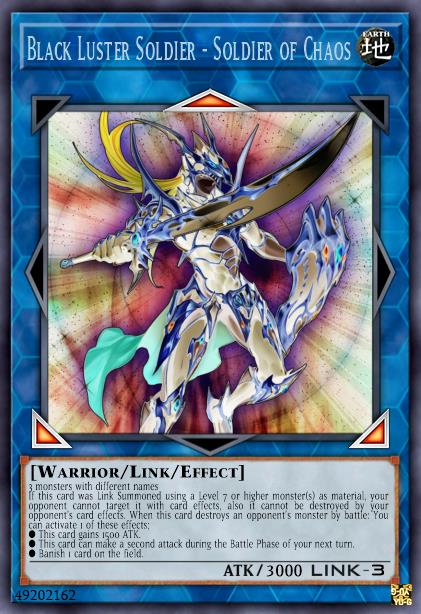 Black Luster Soldier - Soldier of Chaos
EARTH
地
[Warrior/Link/Effect]
3 monsters with different names
If this card was Link Summoned using a Level 7 or higher monster(s) as material, your
opponent cannot target it with card effects, also it cannot be destroyed by your
opponent's card effects. When this card destroys an opponent's monster by battle: You
can activate 1 of these effects;
● This card gains 1500 ATK.
● This card can make a second attack during the Battle Phase of your next turn.
● Banish 1 card on the field.
ATK/3000 LINK-3
49202162